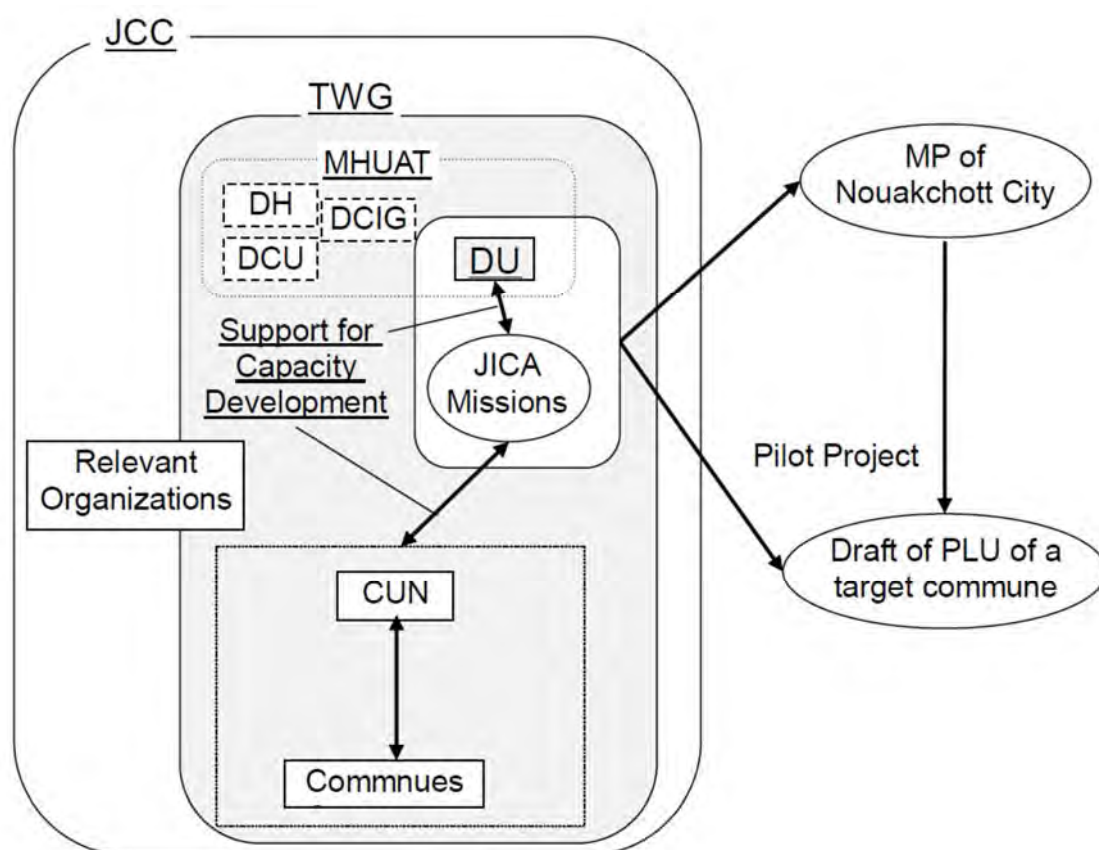 JCC
TWG
MHUAT
DH
DCIG
DCU
DU
Support for
Capacity
Development
JICA
Missions
Relevant
Organizations
CUN
Commnues
MP of
Nouakchott City
Pilot Project
Draft of PLU of a
target commune